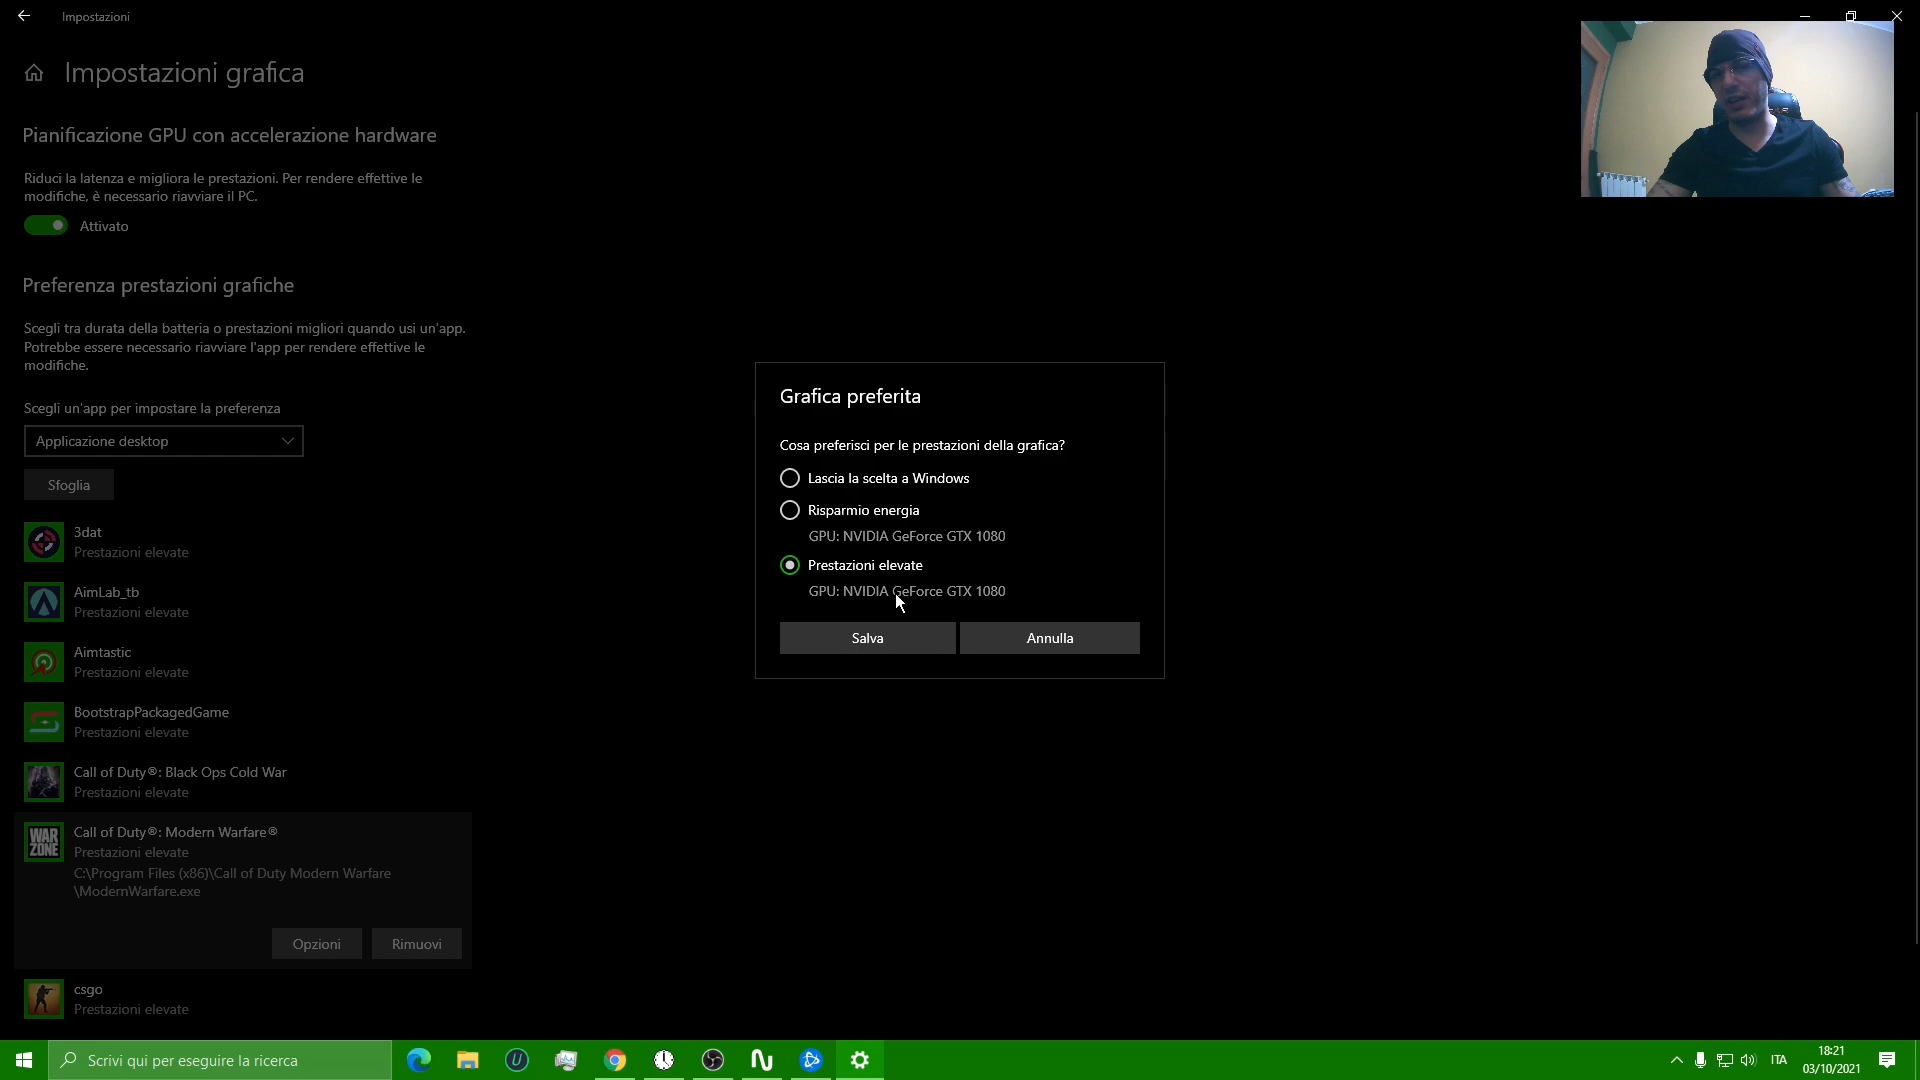 Impostazioni
Impostazioni grafica
Pianificazione GPU con accelerazione hardware
Riduci la latenza e migliora le prestazioni. Per rendere effettive le
modifiche, è necessario riavviare il PC.
Attivato
Preferenza prestazioni grafiche
Scegli tra durata della batteria o prestazioni migliori quando usi un'app.
Potrebbe essere necessario riavviare l'app per rendere effettive le
modifiche.
Scegli un'app per impostare la preferenza
Applicazione desktop
Sfoglia
3dat
Prestazioni elevate
AimLab_tb
Prestazioni elevate
Aimtastic
Prestazioni elevate
BootstrapPackagedGame
Prestazioni elevate
Call of Duty®: Black Ops Cold War
Prestazioni elevate
WAR
ZONE
Call of Duty®: Modern Warfare®
Prestazioni elevate
C:\Program Files (x86)\Call of Duty Modern Warfare
\ModernWarfare.exe
Opzioni
Rimuovi
csgo
Prestazioni elevate
Grafica preferita
Cosa preferisci per le prestazioni della grafica?
Lascia la scelta a Windows
Risparmio energia
GPU: NVIDIA GeForce GTX 1080
Prestazioni elevate
GPU: NVIDIA GeForce GTX 1080
Salva
Annulla
Scrivi qui per eseguire la ricerca
ITA
18:21
03/10/2021